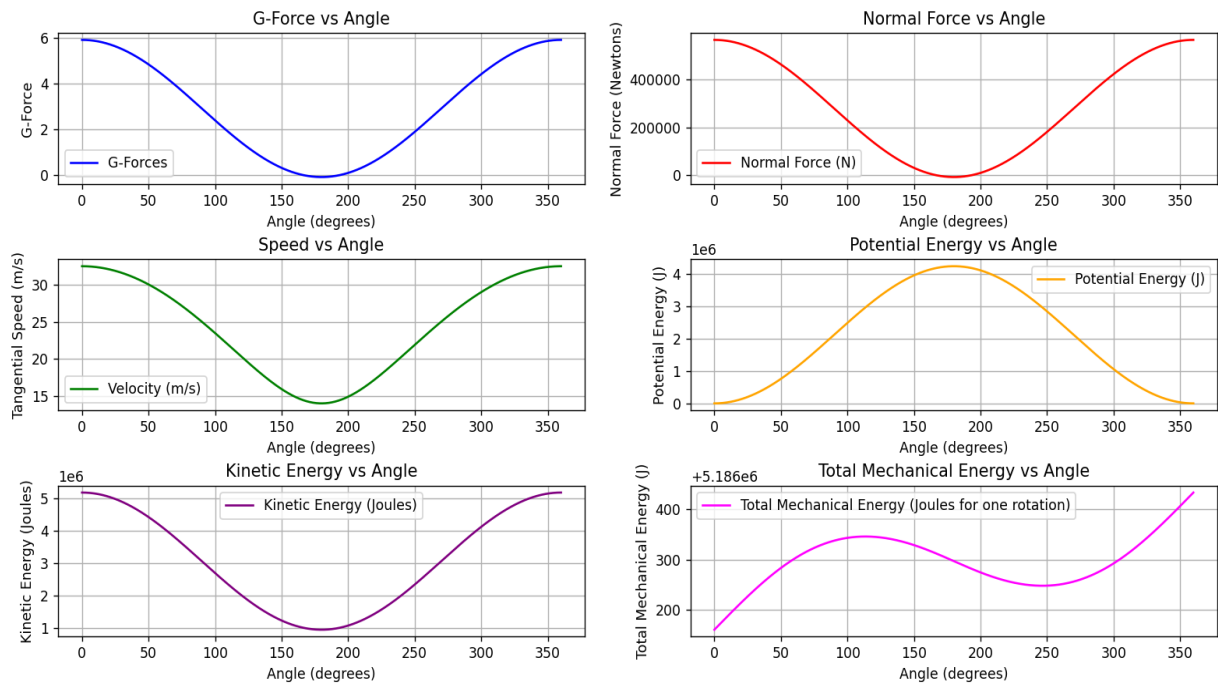 G-Force vs Angle
G-Force
6
4
2
0
G-Forces
0 50 100 150 200 250 300 350
Angle (degrees)
Normal Force vs Angle
Normal Force (Newtons)
400000
200000
0
Normal Force (N)
0 50 100 150 200 250 300 350
Angle (degrees)
Speed vs Angle
Tangential Speed (m/s)
30
25
20
15
Velocity (m/s)
0 50 100 150 200 250 300 350
Angle (degrees)
Potential Energy vs Angle
1e6
Potential Energy (J)
4
3
2
1
0
Potential Energy (J)
0 50 100 150 200 250 300 350
Angle (degrees)
Kinetic Energy vs Angle
1e6
Kinetic Energy (Joules)
5
4
3
2
1
Kinetic Energy (Joules)
0 50 100 150 200 250 300 350
Angle (degrees)
Total Mechanical Energy vs Angle
+5.186e6
Total Mechanical Energy (J)
400
300
200
Total Mechanical Energy (Joules for one rotation)
0 50 100 150 200 250 300 350
Angle (degrees)